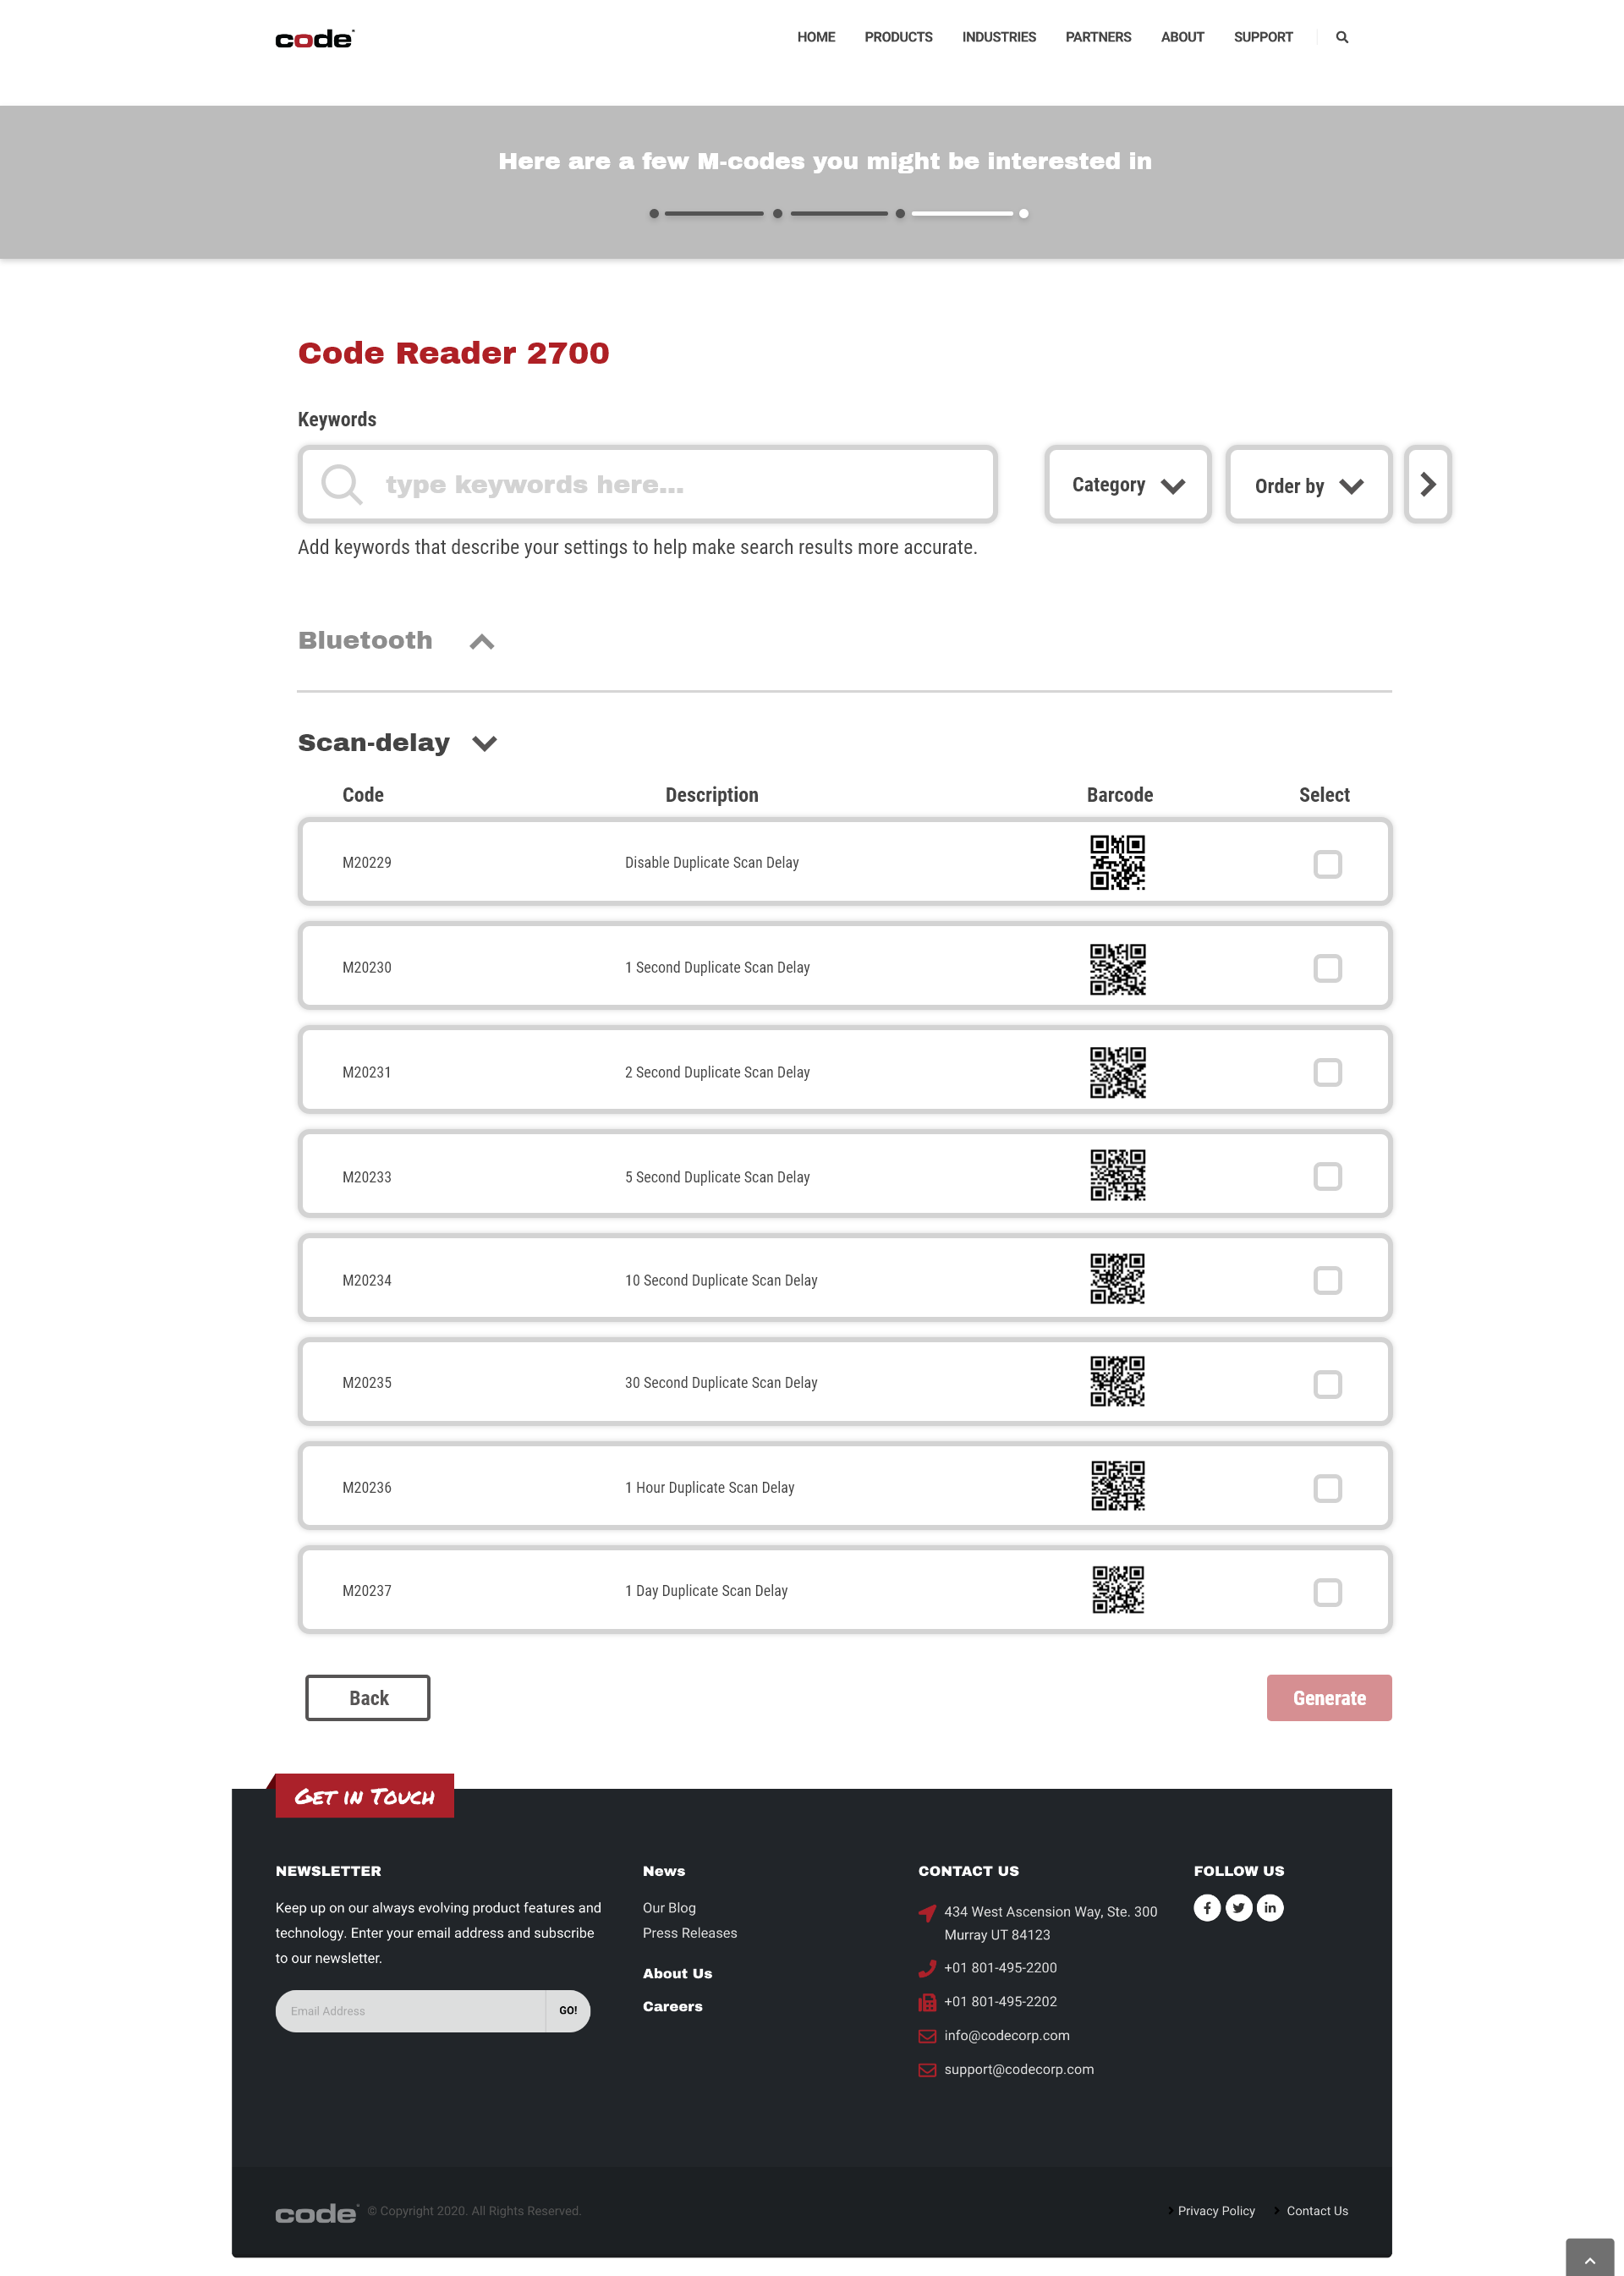 code
HOME PRODUCTS INDUSTRIES PARTNERS ABOUT SUPPORT
Here are a few M-codes you might be interested in
Code Reader 2700
Keywords
type keywords here...
Category
Order by
Add keywords that describe your settings to help make search results more accurate.
Bluetooth
Scan-delay
Code Description Barcode Select
M20229 Disable Duplicate Scan Delay
M20230 1 Second Duplicate Scan Delay
M20231 2 Second Duplicate Scan Delay
M20233 5 Second Duplicate Scan Delay
M20234 10 Second Duplicate Scan Delay
M20235 30 Second Duplicate Scan Delay
M20236 1 Hour Duplicate Scan Delay
M20237 1 Day Duplicate Scan Delay
Back
Generate
Get in Touch
NEWSLETTER
Keep up on our always evolving product features and
technology. Enter your email address and subscribe
to our newsletter.
Email Address
GO!
News
Our Blog
Press Releases
About Us
Careers
CONTACT US
434 West Ascension Way, Ste. 300
Murray UT 84123
+01 801-495-2200
+01 801-495-2202
info@codecorp.com
support@codecorp.com
FOLLOW US
code © Copyright 2020. All Rights Reserved.
Privacy Policy
Contact Us